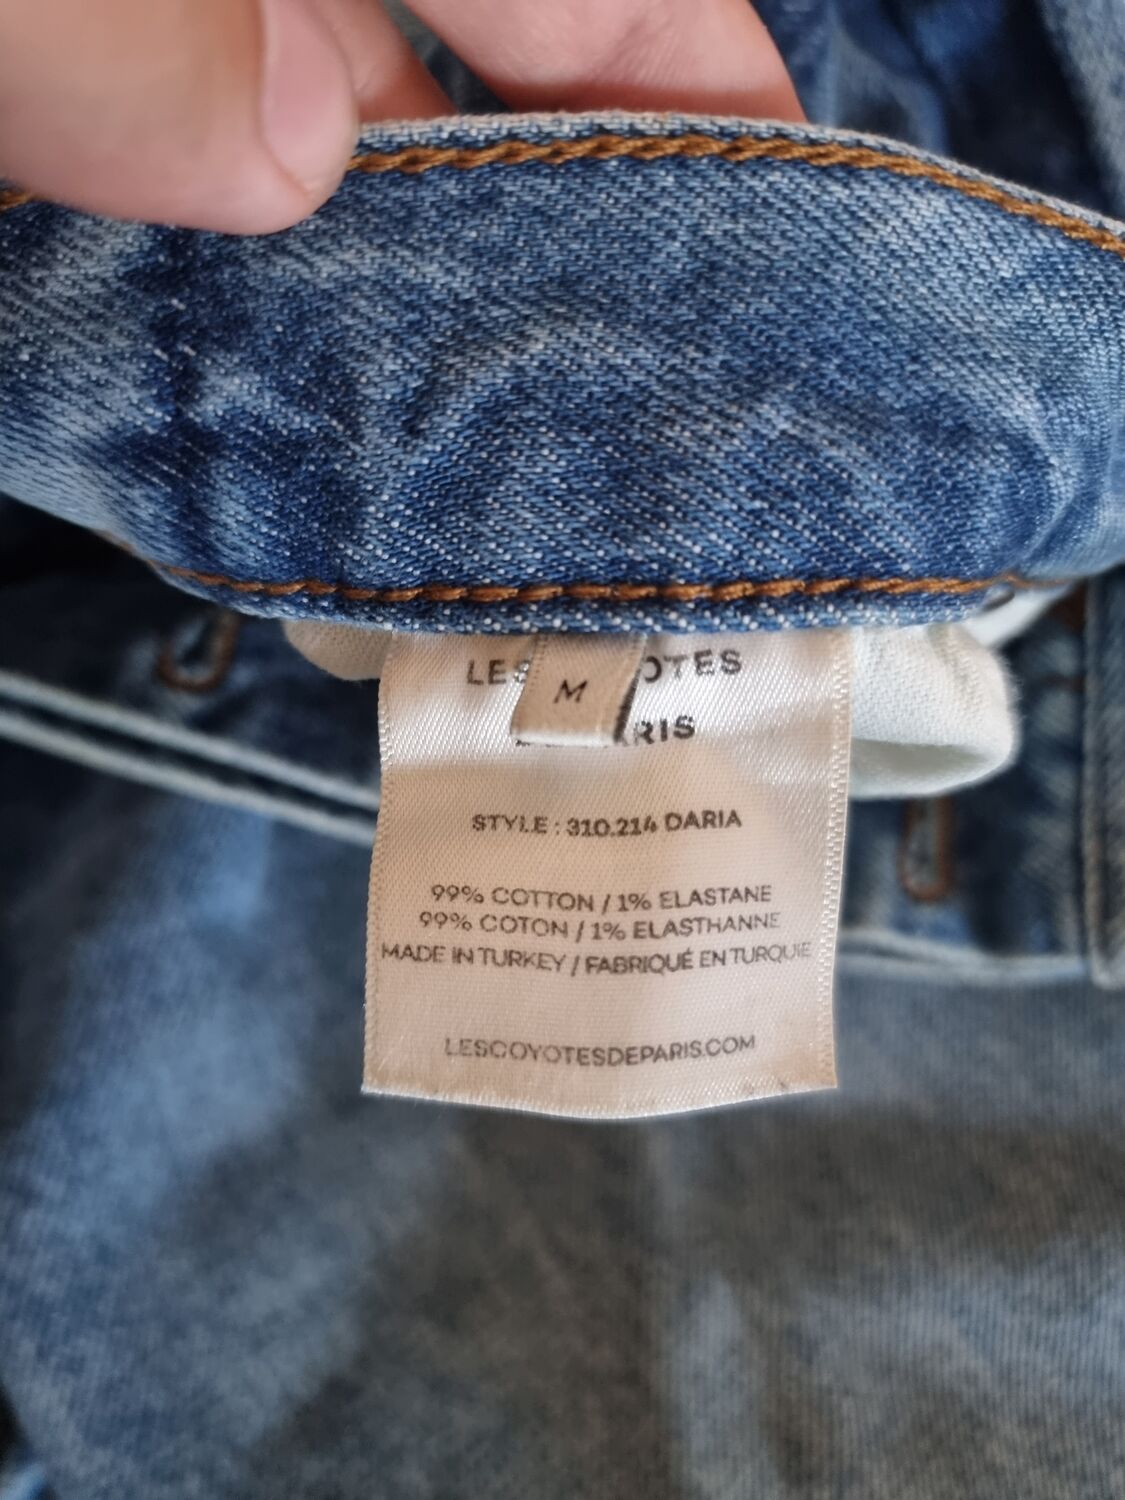 LES OTES
M
RIS
STYLE : 310.214 DARIA
99% COTTON / 1% ELASTANE
99% COTON / 1% ELASTHANNE
MADE IN TURKEY / FABRIQUÉ EN TURQUIE
LESCOYOTESDEPARIS.COM